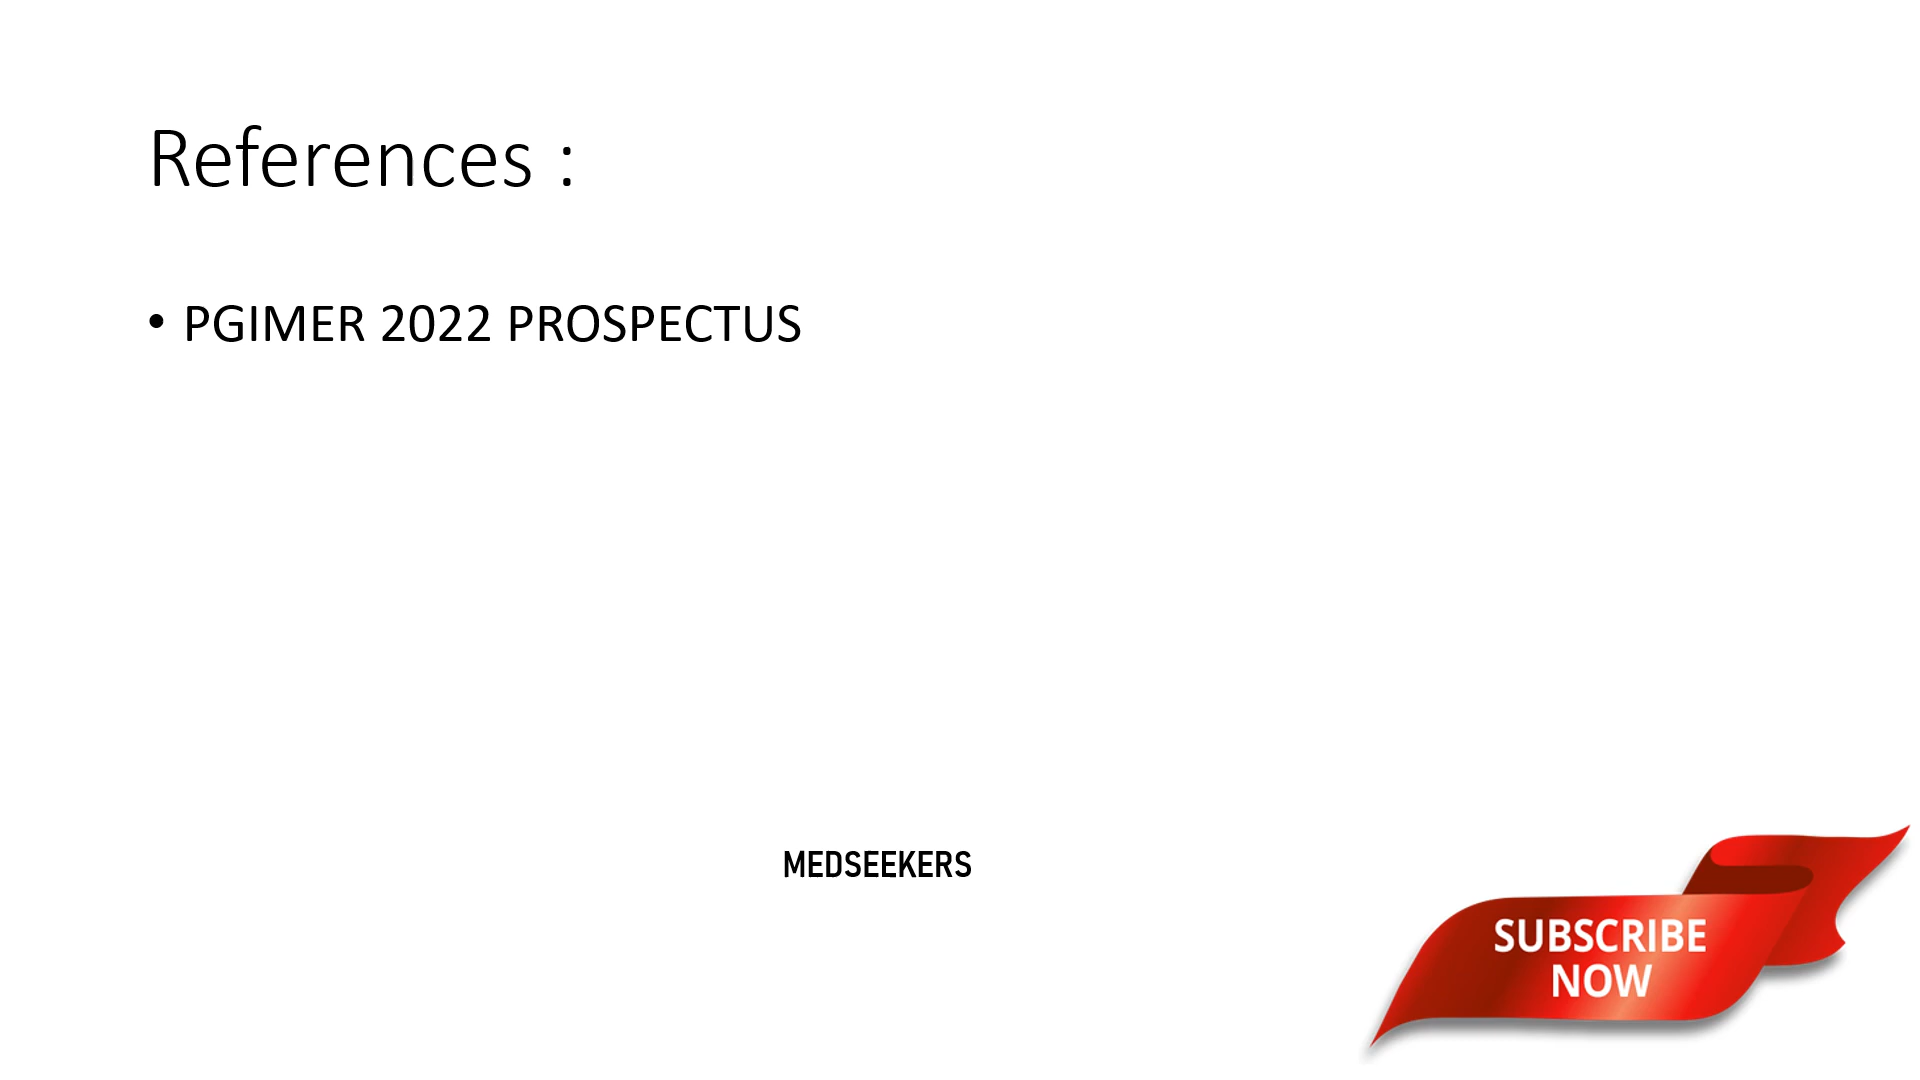 References :
• PGIMER 2022 PROSPECTUS
MEDSEEKERS
SUBSCRIBE
NOW